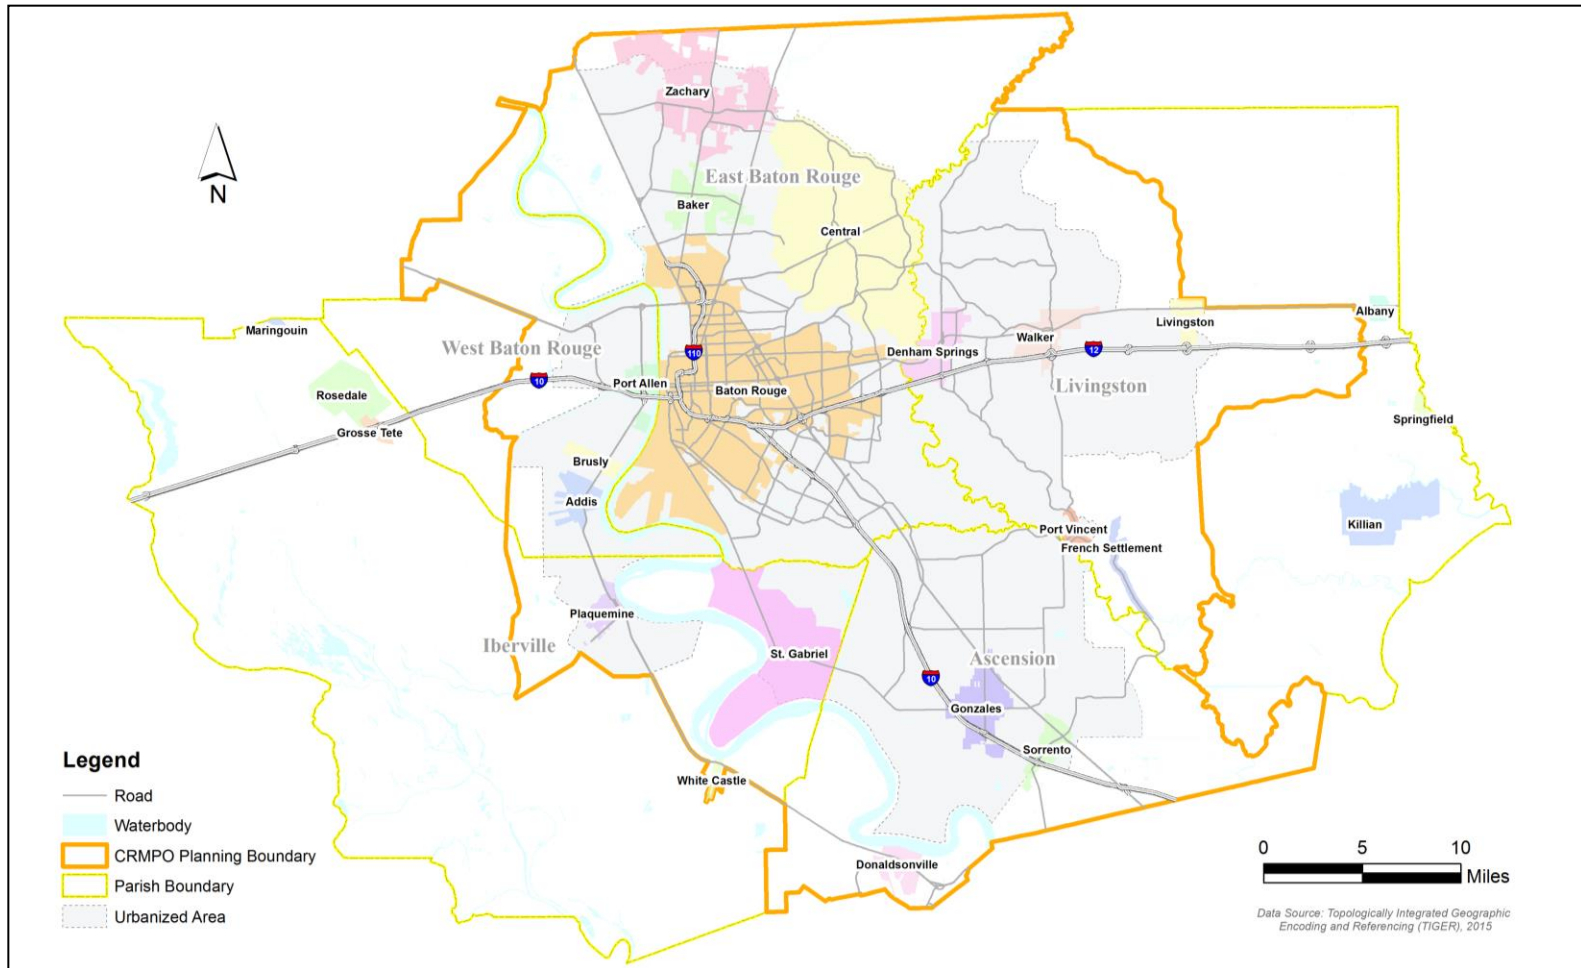 Zachary
East Baton Rouge
Baker
Central
N
Maringouin
West Baton Rouge
110
Denham Springs
Walker
12
Livingston
Albany
Livingston
Rosedale
10
Port Allen
Baton Rouge
Grosse Tete
Springfield
Brusly
Addis
Killian
Port Vincent
French Settlement
Plaquemine
Iberville
St. Gabriel
Ascension
10
Gonzales
Sorrento
White Castle
Donaldsonville
Legend
Road
Waterbody
CRMPO Planning Boundary
Parish Boundary
Urbanized Area
0 5 10
Miles
Data Source: Topologically Integrated Geographic
Encoding and Referencing (TIGER), 2015